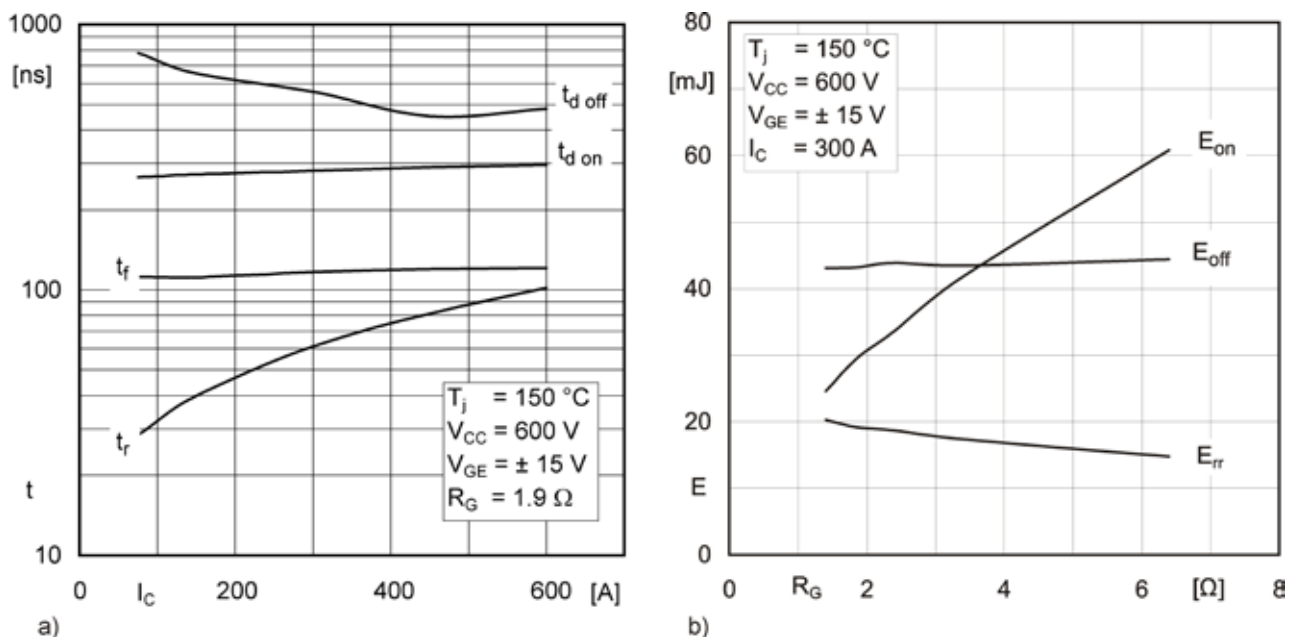 1000
[ns]
t_d off
t_d on
t_f
100
t_r
T_j = 150 °C
V_CC = 600 V
V_GE = ± 15 V
R_G = 1.9 Ω
t
10
0 I_C 200 400 600 [A]
a)
80
[mJ]
T_j = 150 °C
V_CC = 600 V
V_GE = ± 15 V
I_C = 300 A
60
E_on
E_off
40
20
E_rr
E
0
0 R_G 2 4 6 [Ω] 8
b)